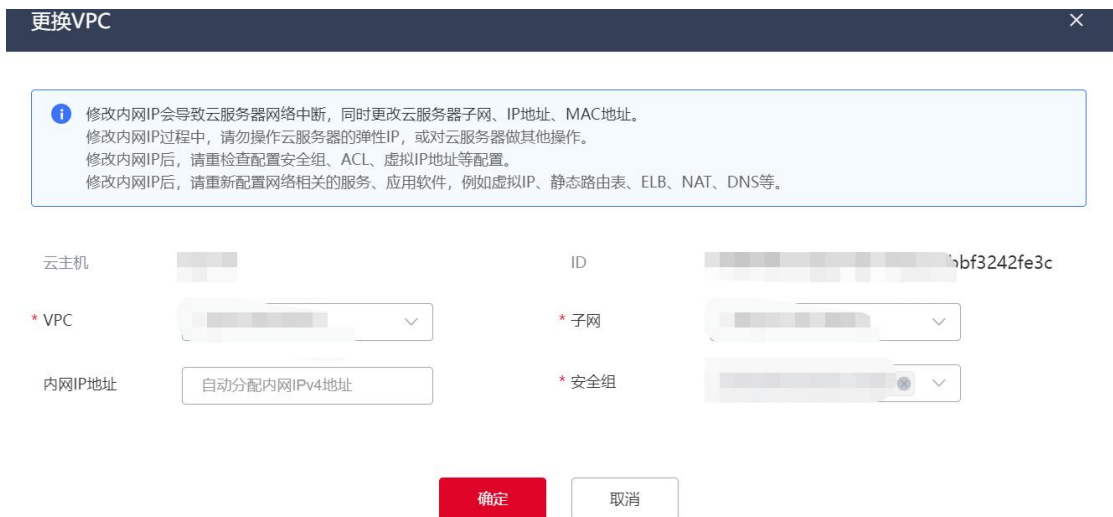 更换VPC
修改内网IP会导致云服务器网络中断，同时更改云服务器子网、IP地址、MAC地址。
修改内网IP过程中，请勿操作云服务器的弹性IP，或对云服务器做其他操作。
修改内网IP后，请重检查配置安全组、ACL、虚拟IP地址等配置。
修改内网IP后，请重新配置网络相关的服务、应用软件，例如虚拟IP、静态路由表、ELB、NAT、DNS等。
云主机 ID bbf3242fe3c
* VPC * 子网
内网IP地址 自动分配内网IPv4地址 * 安全组
确定 取消